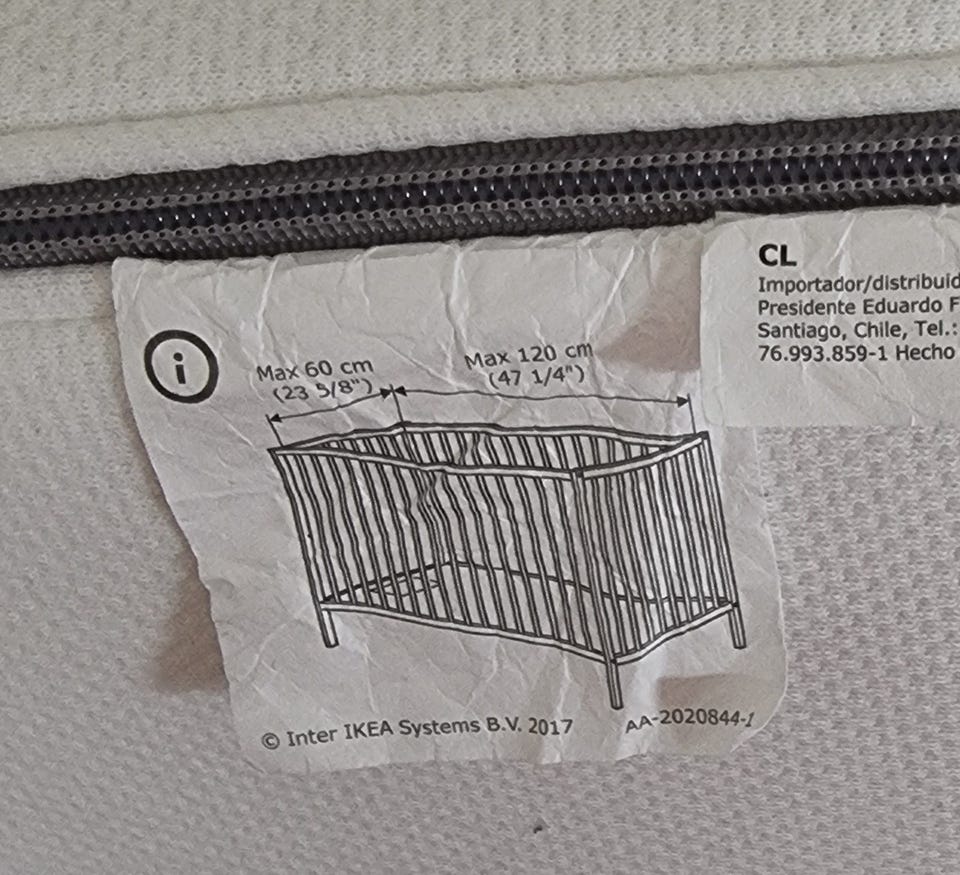 i
Max 60 cm
(23 5/8")
Max 120 cm
(47 1/4")
© Inter IKEA Systems B.V. 2017
AA-2020844-1
CL
Importador/distribuid
Presidente Eduardo F
Santiago, Chile, Tel.:
76.993.859-1 Hecho